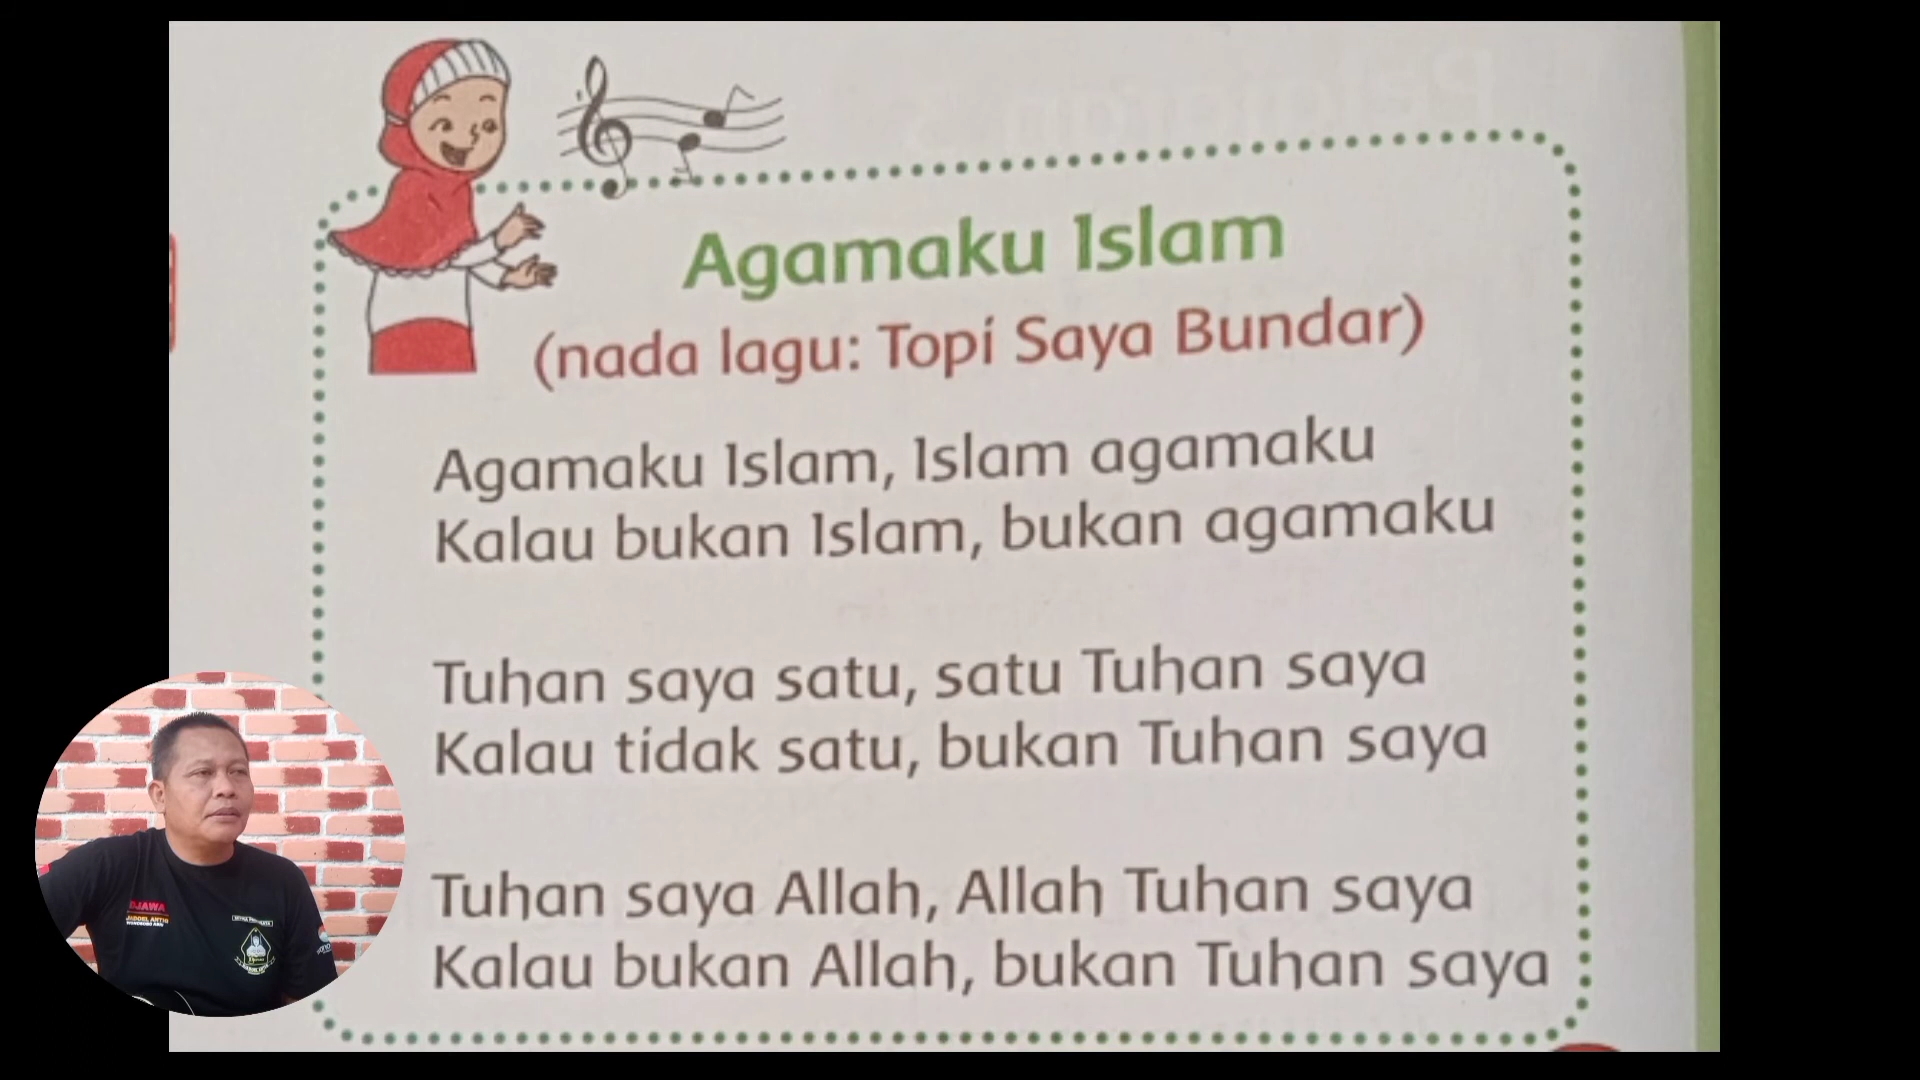 Agamaku Islam
(nada lagu: Topi Saya Bundar)
Agamaku Islam, Islam agamaku
Kalau bukan Islam, bukan agamaku
Tuhan saya satu, satu Tuhan saya
Kalau tidak satu, bukan Tuhan saya
Tuhan saya Allah, Allah Tuhan saya
Kalau bukan Allah, bukan Tuhan saya
DJAWA